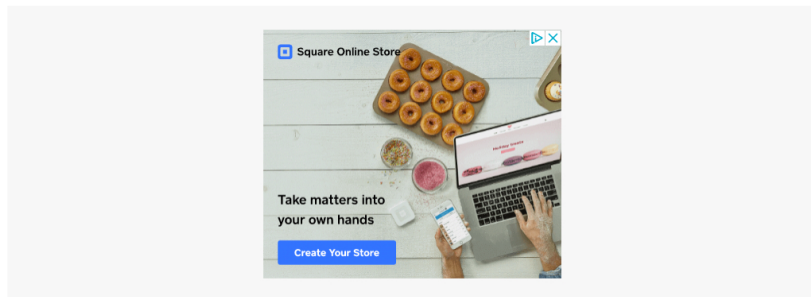 Square Online Store
Take matters into
your own hands
Create Your Store